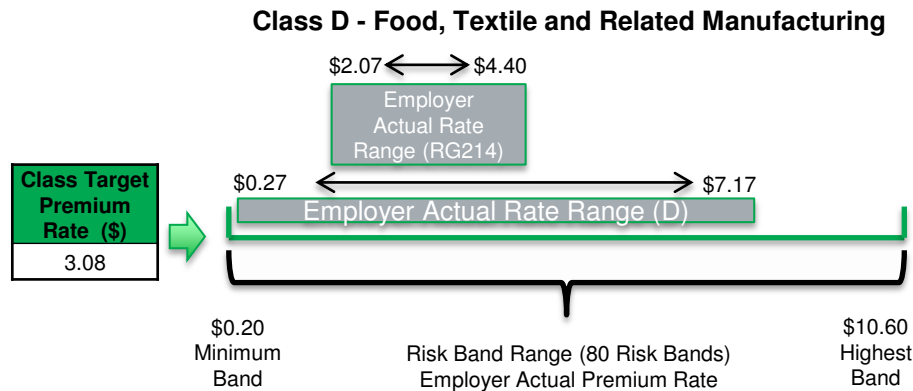 Class D - Food, Textile and Related Manufacturing
$2.07 $4.40
Employer
Actual Rate
Range (RG214)
$0.27 $7.17
Employer Actual Rate Range (D)
Class Target
Premium
Rate ($)
3.08
$0.20
Minimum
Band
Risk Band Range (80 Risk Bands)
Employer Actual Premium Rate
$10.60
Highest
Band